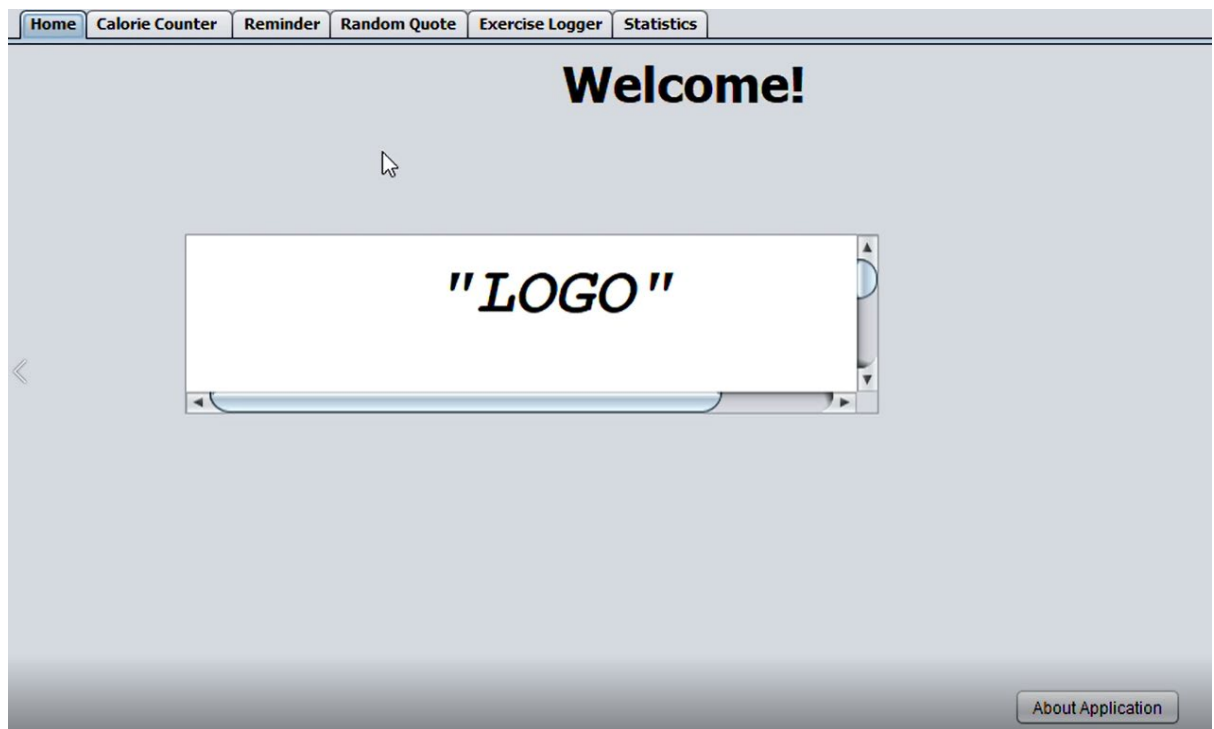 Home Calorie Counter Reminder Random Quote Exercise Logger Statistics
Welcome!
"LOGO"
About Application